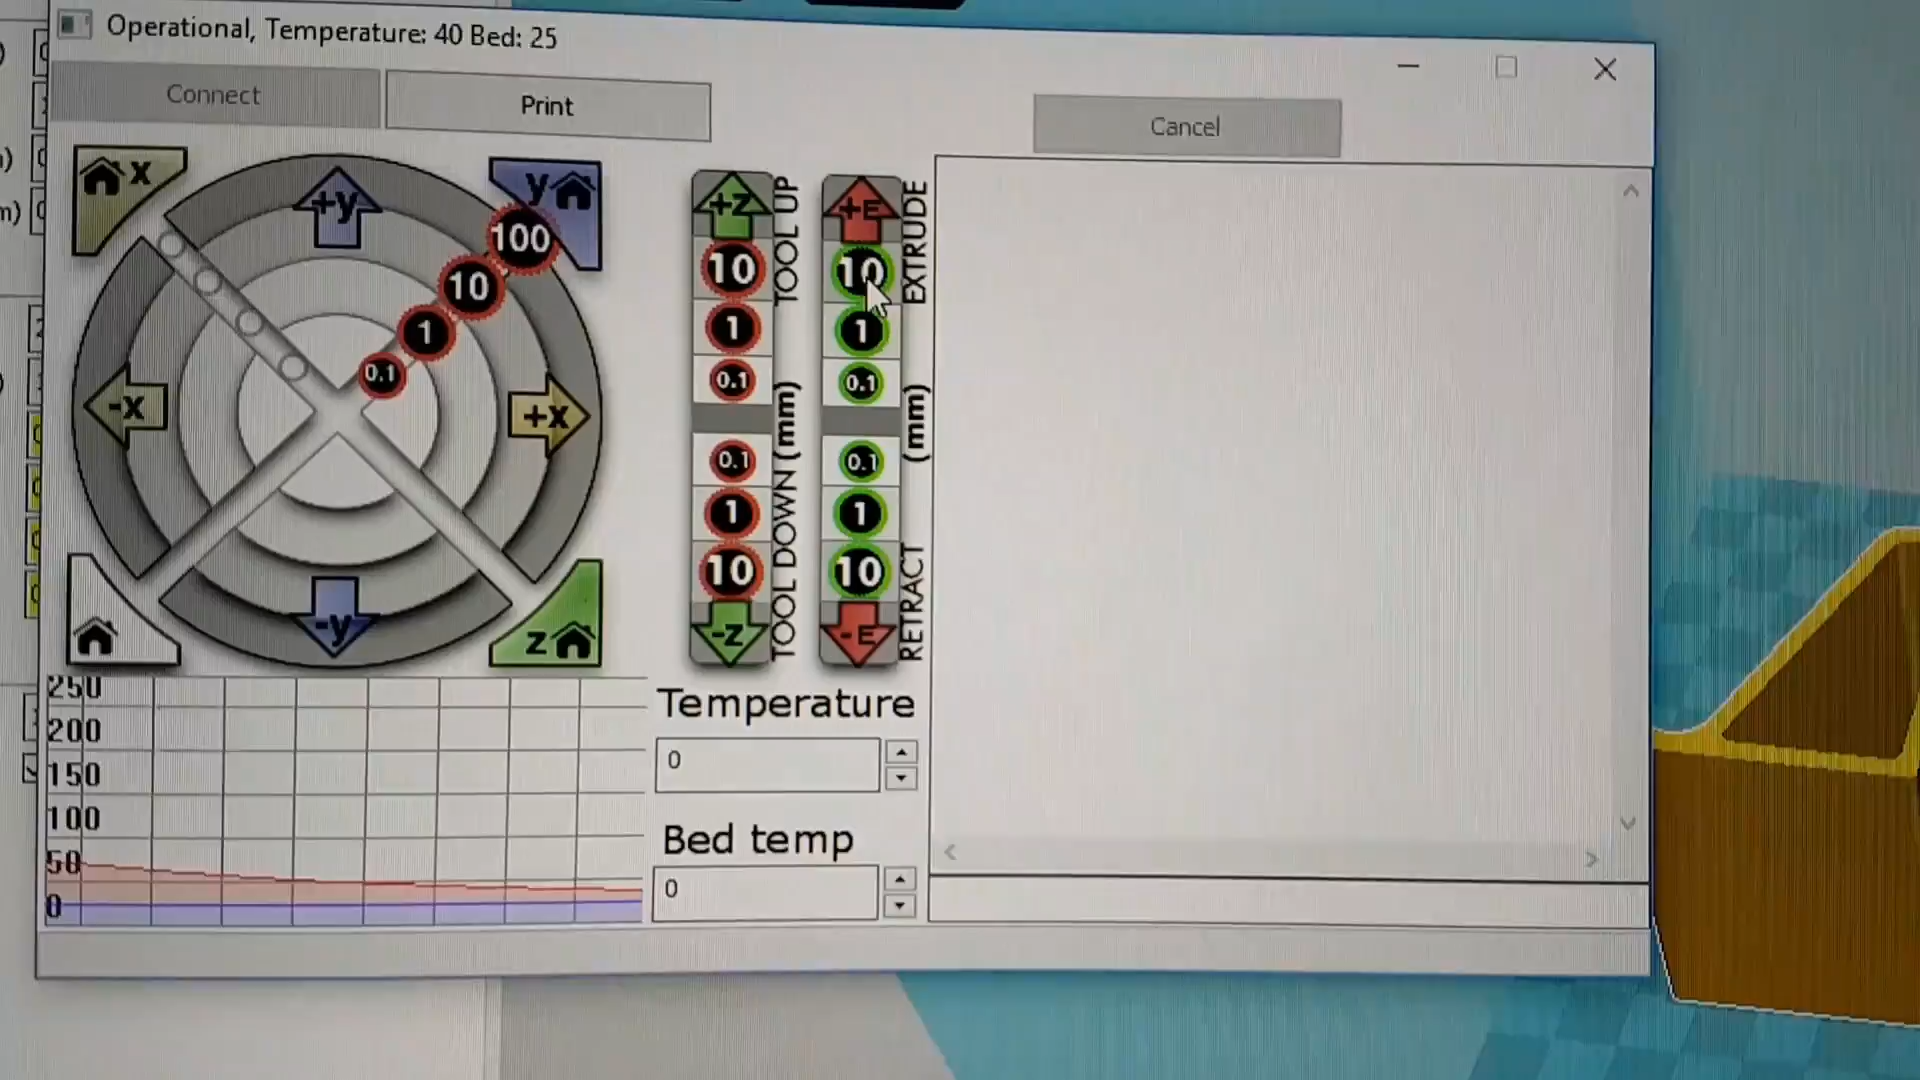 Operational, Temperature: 40 Bed: 25
Connect
Print
Cancel
x
+y
y
100
10
1
0.1
-x
+x
-y
z
+Z
10
1
0.1
0.1
1
10
-Z
TOOL UP
TOOL DOWN (mm)
+E
10
1
0.1
0.1
1
10
-E
EXTRUDE
(mm)
RETRACT
250
200
150
100
50
0
Temperature
0
Bed temp
0